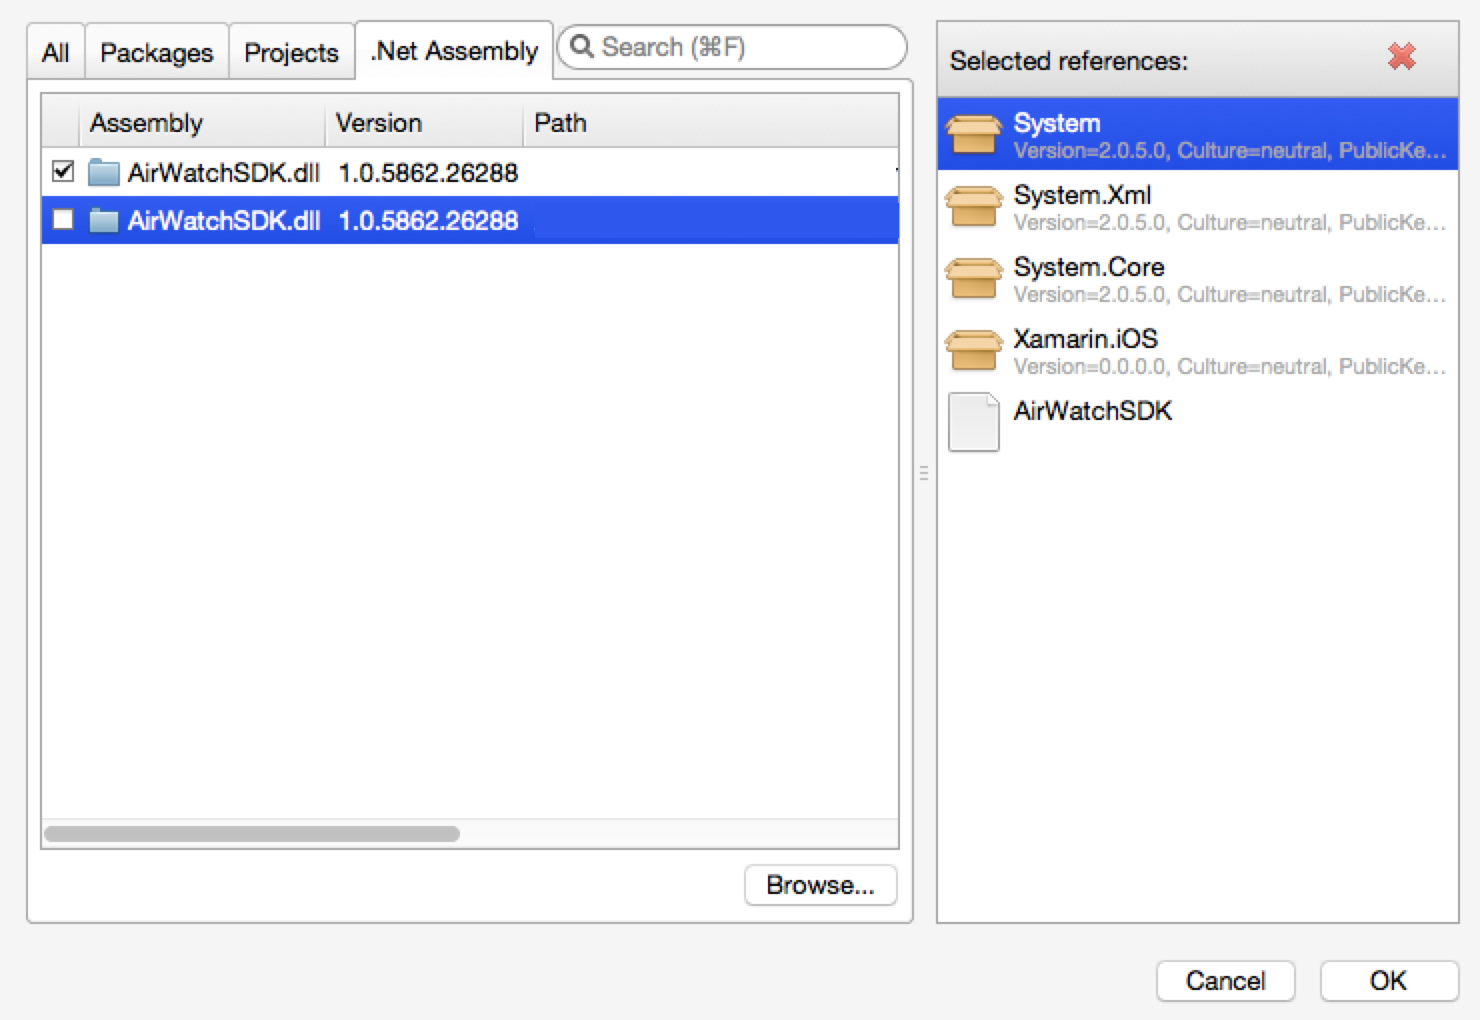 All Packages Projects .Net Assembly Search (⌘F)
Assembly Version Path
AirWatchSDK.dll 1.0.5862.26288
AirWatchSDK.dll 1.0.5862.26288
Browse...
Selected references:
System
Version=2.0.5.0, Culture=neutral, PublicKe...
System.Xml
Version=2.0.5.0, Culture=neutral, PublicKe...
System.Core
Version=2.0.5.0, Culture=neutral, PublicKe...
Xamarin.iOS
Version=0.0.0.0, Culture=neutral, PublicKe...
AirWatchSDK
Cancel OK